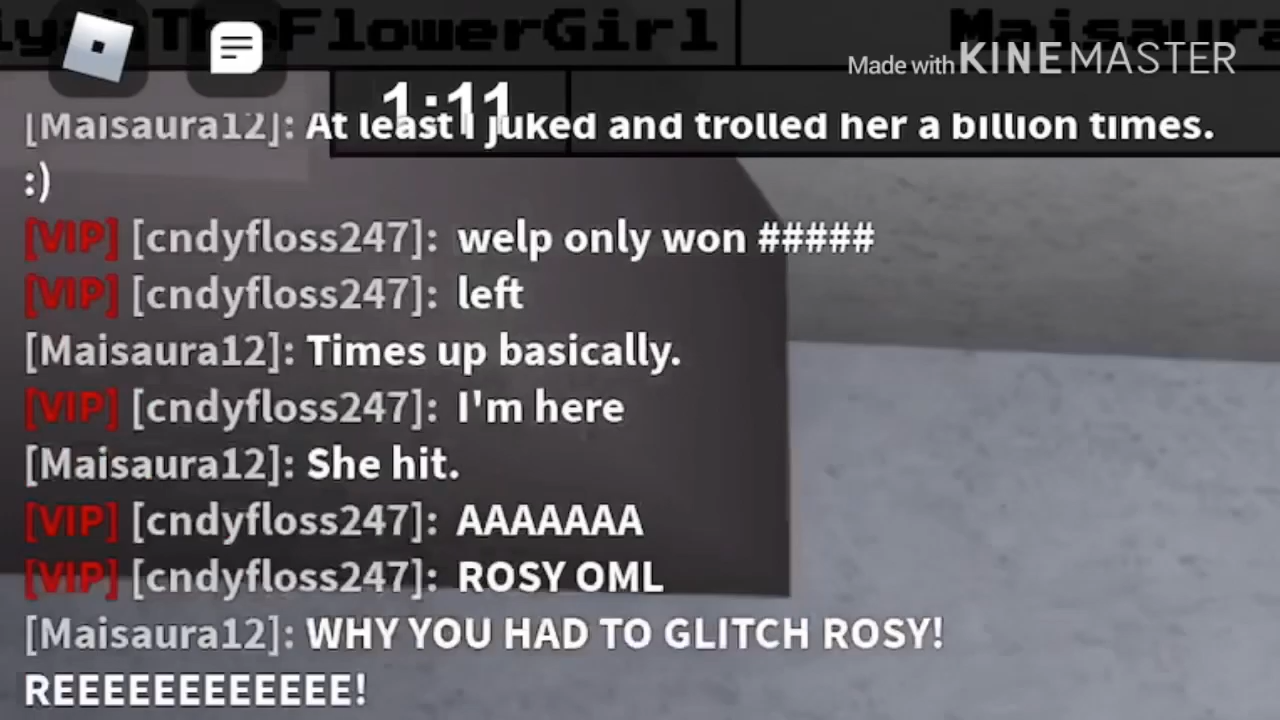 lyahTheFlowerGirl Maisaura
Made with KINEMASTER
1:11
[Maisaura12]: At least I juked and trolled her a billion times.
:)
[VIP] [cndyfloss247]: welp only won #####
[VIP] [cndyfloss247]: left
[Maisaura12]: Times up basically.
[VIP] [cndyfloss247]: I'm here
[Maisaura12]: She hit.
[VIP] [cndyfloss247]: AAAAAAA
[VIP] [cndyfloss247]: ROSY OML
[Maisaura12]: WHY YOU HAD TO GLITCH ROSY!
REEEEEEEEEEEE!